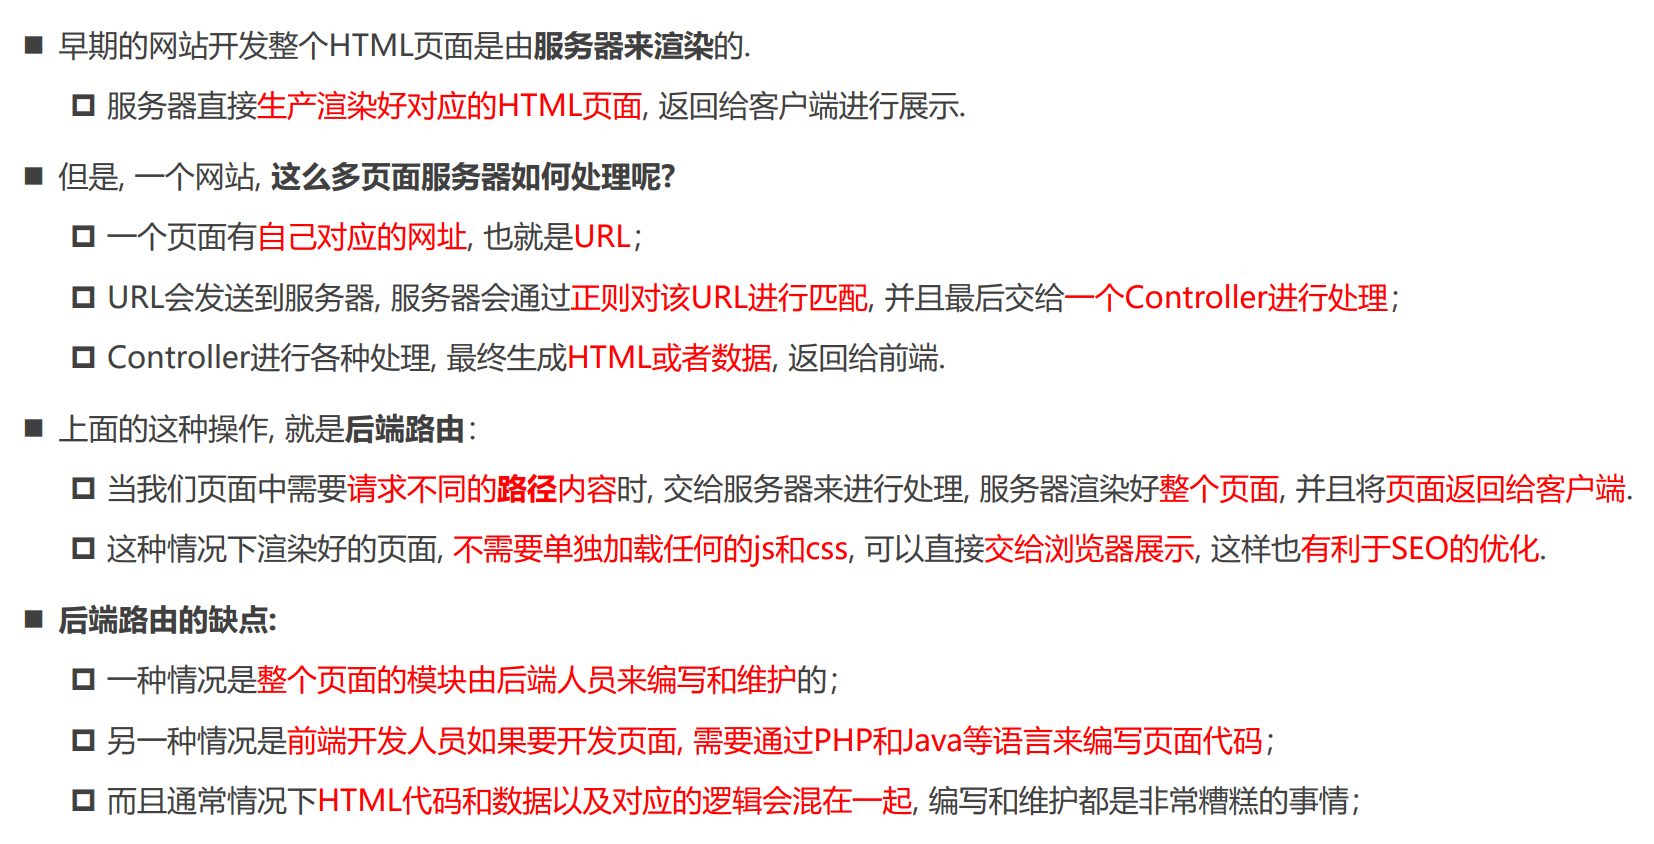 早期的网站开发整个HTML页面是由服务器来渲染的.
服务器直接生产渲染好对应的HTML页面, 返回给客户端进行展示.
但是, 一个网站, 这么多页面服务器如何处理呢?
一个页面有自己对应的网址, 也就是URL；
URL会发送到服务器, 服务器会通过正则对该URL进行匹配, 并且最后交给一个Controller进行处理；
Controller进行各种处理, 最终生成HTML或者数据, 返回给前端.
上面的这种操作, 就是后端路由：
当我们页面中需要请求不同的路径内容时, 交给服务器来进行处理, 服务器渲染好整个页面, 并且将页面返回给客户端.
这种情况下渲染好的页面, 不需要单独加载任何的js和css, 可以直接交给浏览器展示, 这样也有利于SEO的优化.
后端路由的缺点:
一种情况是整个页面的模块由后端人员来编写和维护的；
另一种情况是前端开发人员如果要开发页面, 需要通过PHP和Java等语言来编写页面代码；
而且通常情况下HTML代码和数据以及对应的逻辑会混在一起, 编写和维护都是非常糟糕的事情；